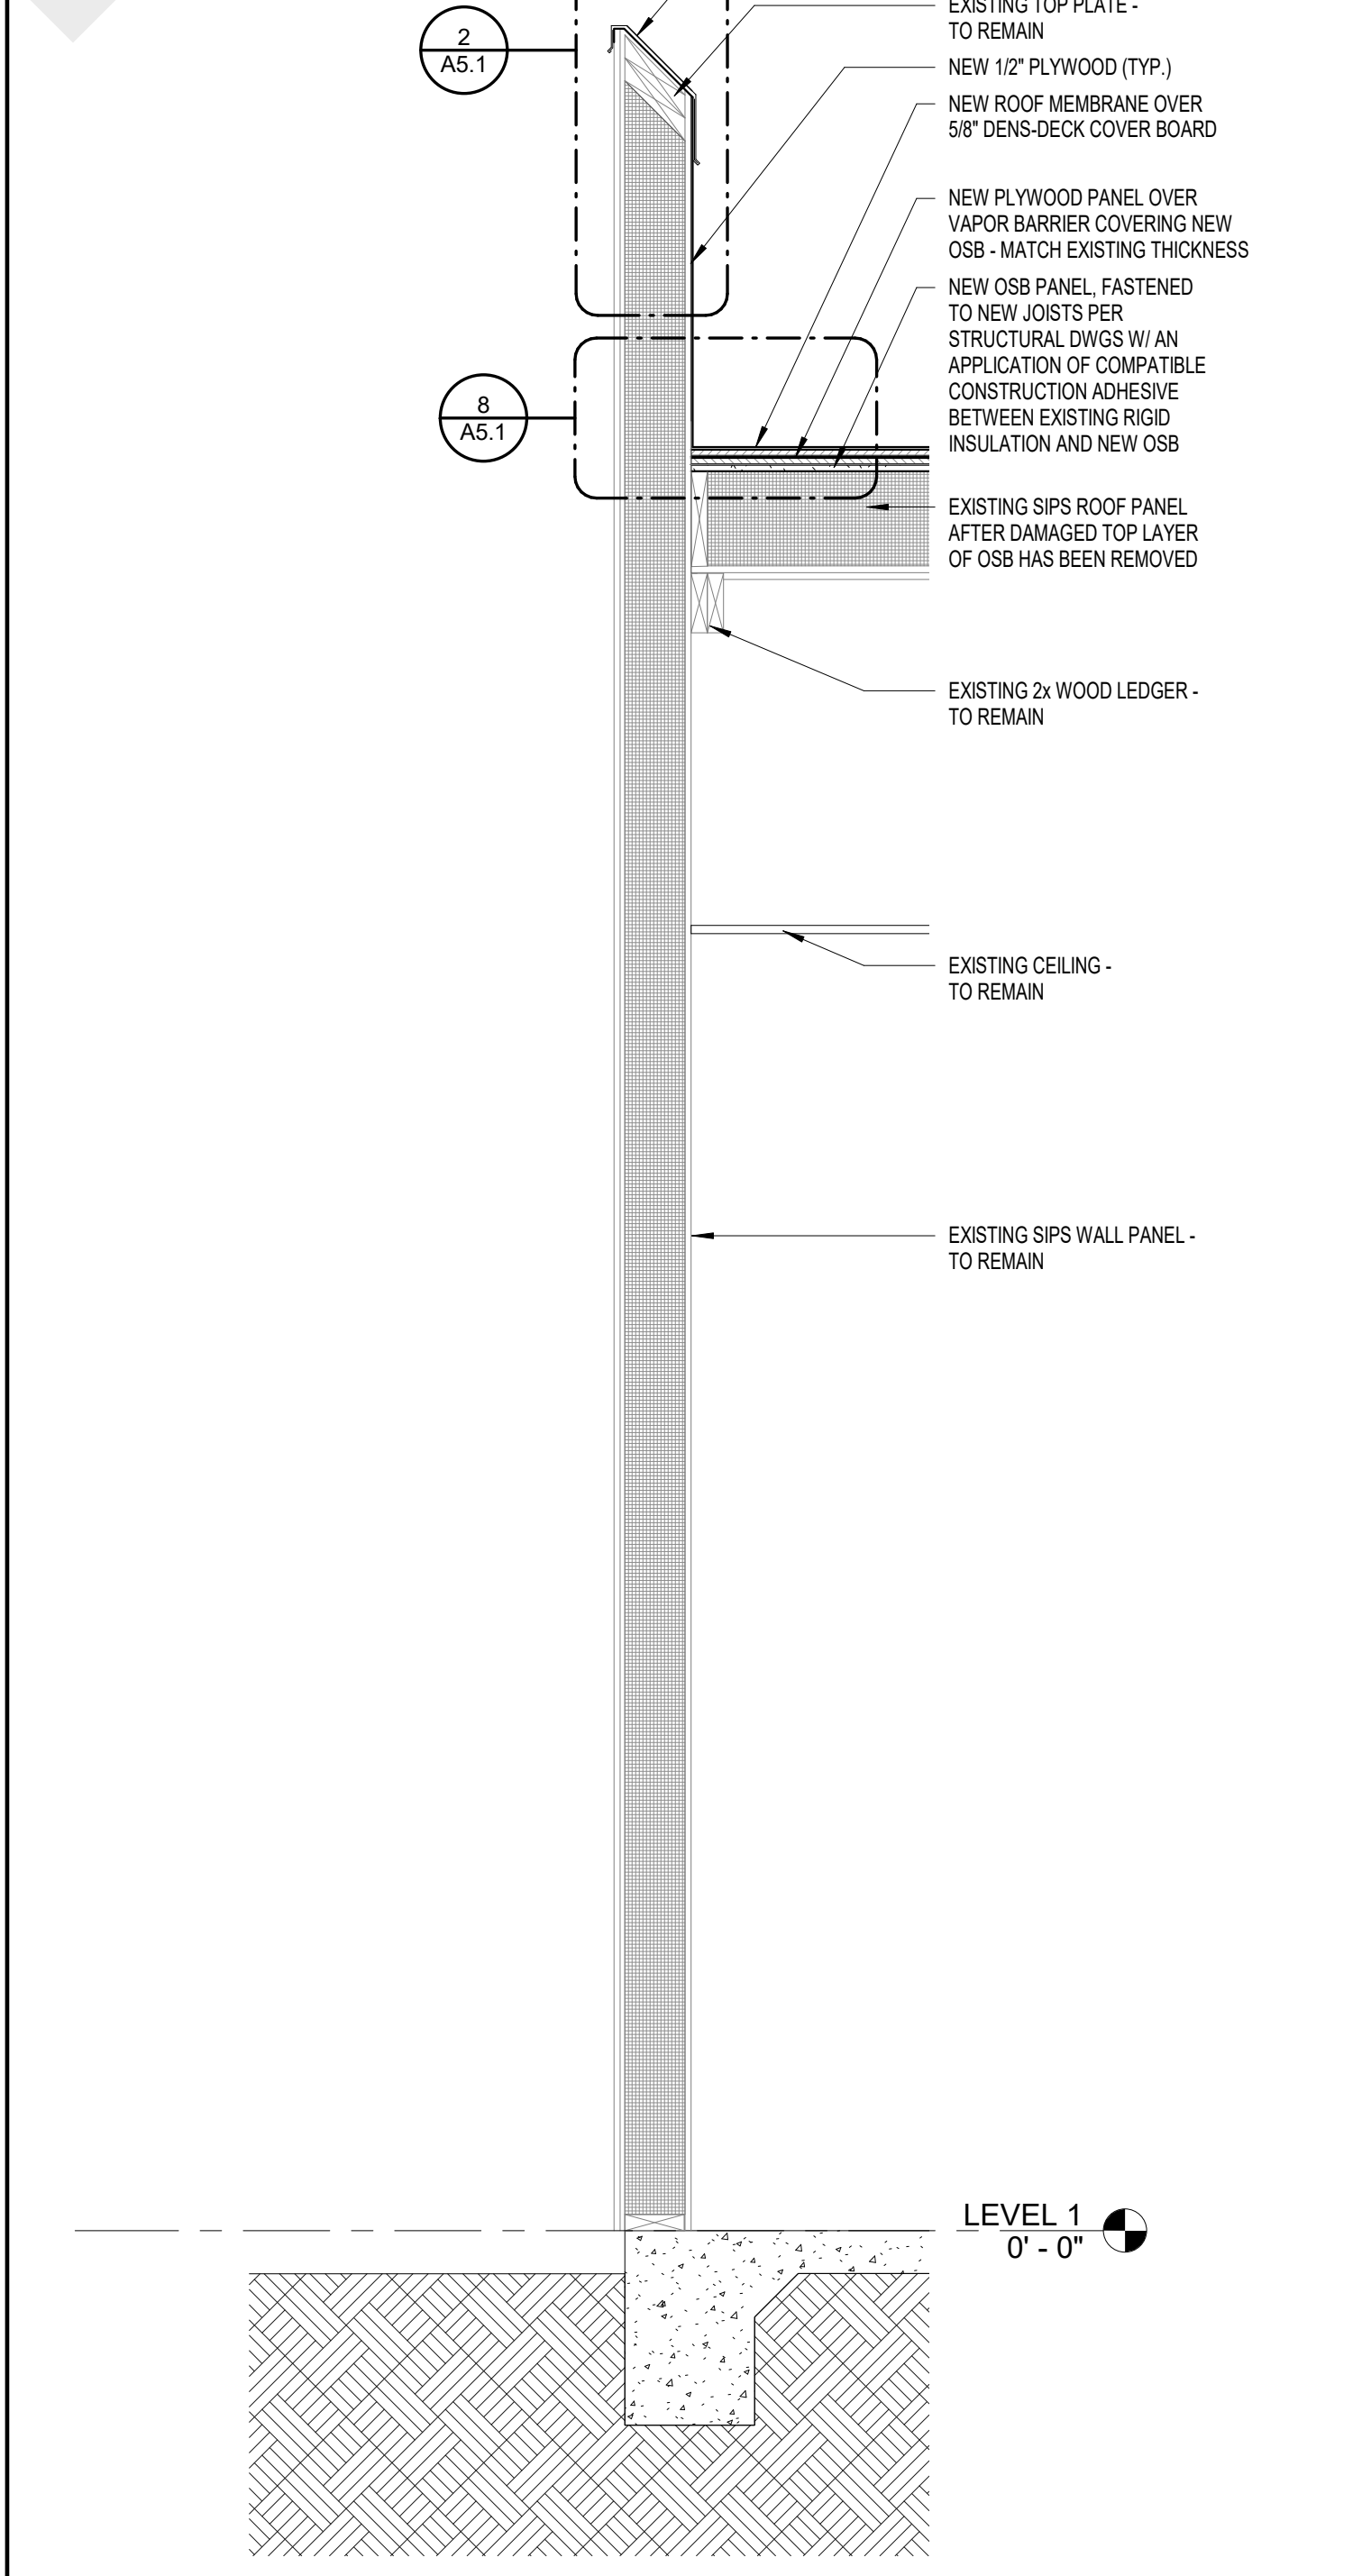 2
A5.1
EXISTING TOP PLATE -
TO REMAIN
NEW 1/2" PLYWOOD (TYP.)
NEW ROOF MEMBRANE OVER
5/8" DENS-DECK COVER BOARD
NEW PLYWOOD PANEL OVER
VAPOR BARRIER COVERING NEW
OSB - MATCH EXISTING THICKNESS
NEW OSB PANEL, FASTENED
TO NEW JOISTS PER
STRUCTURAL DWGS W/ AN
APPLICATION OF COMPATIBLE
CONSTRUCTION ADHESIVE
BETWEEN EXISTING RIGID
INSULATION AND NEW OSB
8
A5.1
EXISTING SIPS ROOF PANEL
AFTER DAMAGED TOP LAYER
OF OSB HAS BEEN REMOVED
EXISTING 2x WOOD LEDGER -
TO REMAIN
EXISTING CEILING -
TO REMAIN
EXISTING SIPS WALL PANEL -
TO REMAIN
LEVEL 1
0' - 0"